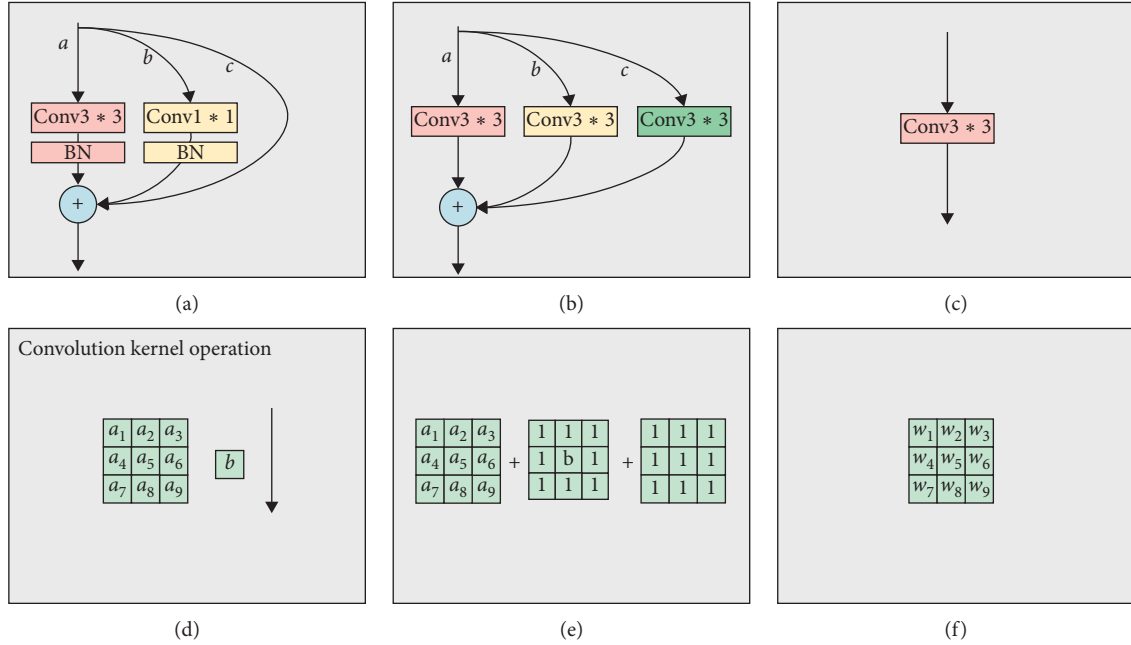 a
b
c
Conv3 * 3
Conv1 * 1
BN
BN
+
(a)
a
b
c
Conv3 * 3
Conv3 * 3
Conv3 * 3
+
(b)
Conv3 * 3
(c)
Convolution kernel operation
a₁ a₂ a₃
a₄ a₅ a₆
a₇ a₈ a₉
b
(d)
a₁ a₂ a₃
a₄ a₅ a₆
a₇ a₈ a₉
+
1 1 1
1 b 1
1 1 1
+
1 1 1
1 1 1
1 1 1
(e)
w₁ w₂ w₃
w₄ w₅ w₆
w₇ w₈ w₉
(f)